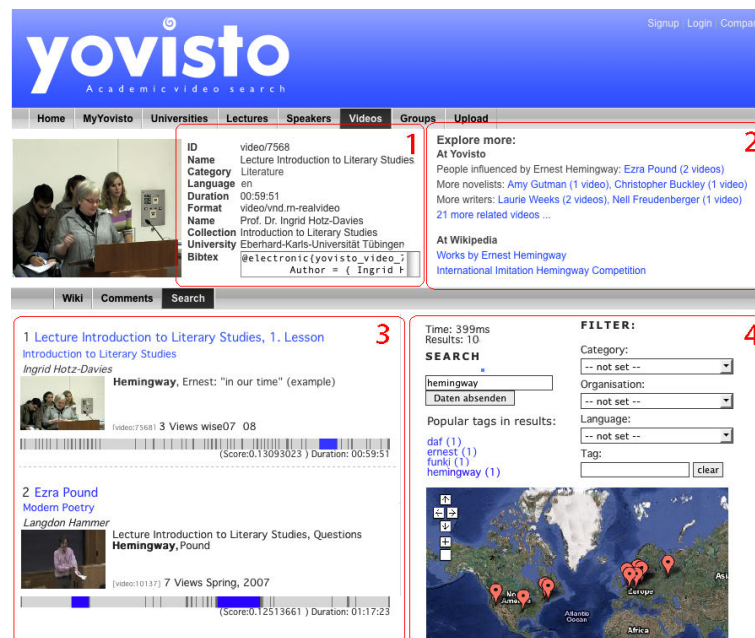 Signup | Login | Compa
yovisto
Academic video search
Home MyYovisto Universities Lectures Speakers Videos Groups Upload
1
ID video/7568
Name Lecture Introduction to Literary Studies,
Category Literature
Language en
Duration 00:59:51
Format video/vnd.rn-realvideo
Name Prof. Dr. Ingrid Hotz-Davies
Collection Introduction to Literary Studies
University Eberhard-Karls-Universität Tübingen
Bibtex @electronic{yovisto_video_7
Author = { Ingrid H
2
Explore more:
At Yovisto
People influenced by Ernest Hemingway: Ezra Pound (2 videos)
More novelists: Amy Gutman (1 video), Christopher Buckley (1 video)
More writers: Laurie Weeks (2 videos), Nell Freudenberger (1 video)
21 more related videos ...
At Wikipedia
Works by Ernest Hemingway
International Imitation Hemingway Competition
Wiki Comments Search
3
1 Lecture Introduction to Literary Studies, 1. Lesson
Introduction to Literary Studies
Ingrid Hotz-Davies
Hemingway, Ernest: "in our time" (example)
[video:7568] 3 Views wise07 08
(Score:0.13093023 ) Duration: 00:59:51
2 Ezra Pound
Modern Poetry
Langdon Hammer
Lecture Introduction to Literary Studies, Questions
Hemingway, Pound
[video:10137] 7 Views Spring, 2007
(Score:0.12513661 ) Duration: 01:17:23
4
Time: 399ms
Results: 10
SEARCH
hemingway
Daten absenden
Popular tags in results:
daf (1)
ernest (1)
funki (1)
hemingway (1)
FILTER:
Category:
-- not set --
Organisation:
-- not set --
Language:
-- not set --
Tag:
clear
Europe
Asi
Atlantic
Ocean
Africa